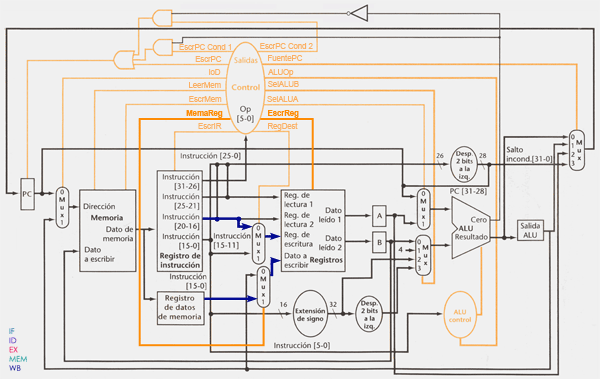 EscrPC Cond 1
EscrPC Cond 2
EscrPC
Salidas
FuentePC
IoD
ALUOp
LeerMem
Control
SelALUB
EscrMem
SelALUA
MemaReg
Op
[5-0]
EscrReg
EscrIR
RegDest
Instrucción [25-0]
26
Desp.
2 bits
a la
izq.
28
Salto
incond.[31-0]
0
1
2
3
Mux
PC
0
Mux
1
Dirección
Memoria
Dato de
memoria
Dato
a escribir
Instrucción
[31-26]
Instrucción
[25-21]
Instrucción
[20-16]
Instrucción
[15-0]
Registro de
instrucción
Instrucción
[15-11]
0
Mux
1
Reg. de
lectura 1
Reg. de
lectura 2
Reg. de
escritura
Dato a
escribir
Dato
leído 1
Dato
leído 2
Registros
A
B
0
Mux
1
PC [31-28]
4
0
1
2
3
Mux
Cero
ALU
Resultado
Salida
ALU
Instrucción
[15-0]
Registro
de datos
de memoria
0
Mux
1
16
Extensión
de signo
32
Desp.
2 bits
a la
izq.
ALU
control
Instrucción [5-0]
IF
ID
EX
MEM
WB